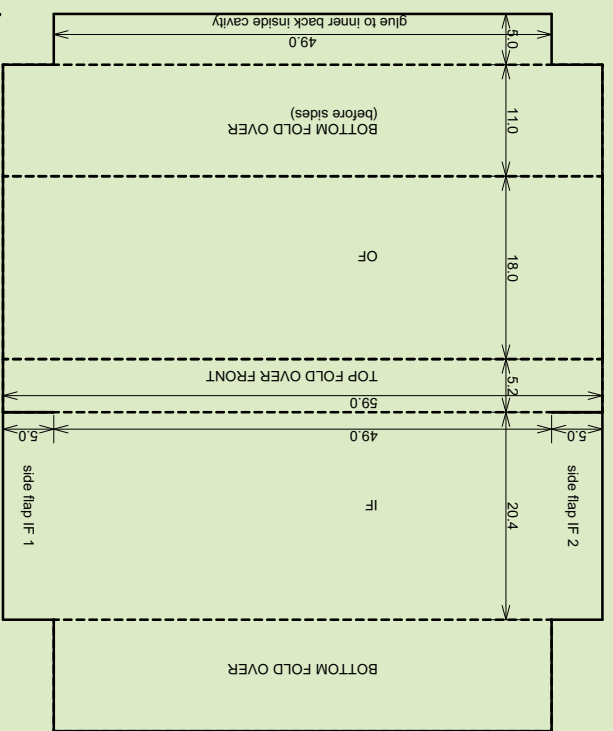 glue to inner back inside cavity
49.0
5.0
BOTTOM FOLD OVER
(before sides)
11.0
OF
18.0
TOP FOLD OVER FRONT
5.2
59.0
5.0
49.0
5.0
side flap IF 1
IF
20.4
side flap IF 2
BOTTOM FOLD OVER